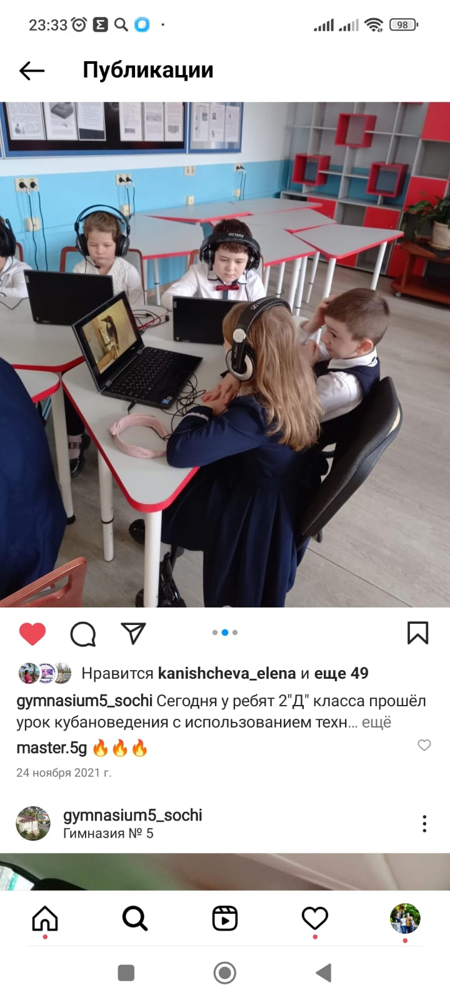 23:33
98
Публикации
VICTORY
Нравится kanishcheva_elena и еще 49
gymnasium5_sochi Сегодня у ребят 2"Д" класса прошёл
урок кубановедения с использованием техн... ещё
master.5g 🔥🔥🔥
24 ноября 2021 г.
gymnasium5_sochi
Гимназия № 5